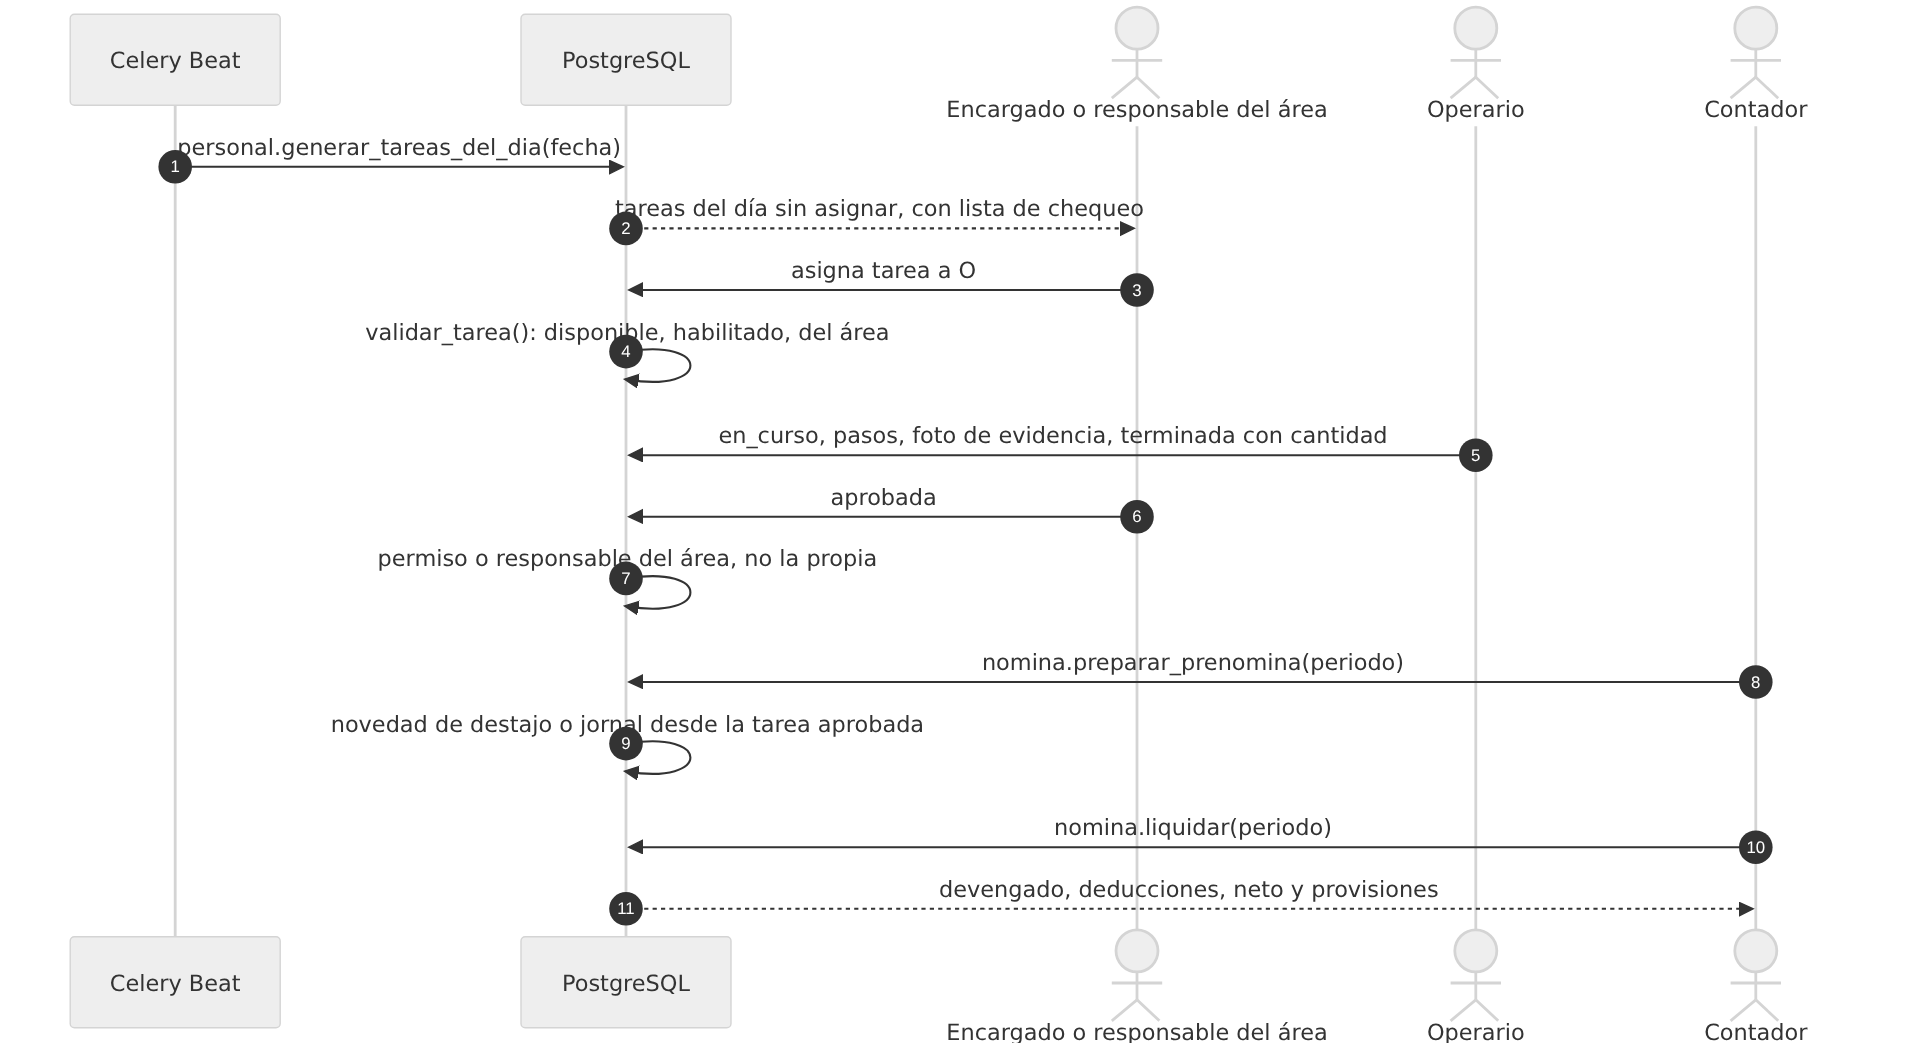 Celery Beat
PostgreSQL
Encargado o responsable del área
Operario
Contador
personal.generar_tareas_del_dia(fecha)
1
tareas del día sin asignar, con lista de chequeo
2
asigna tarea a O
3
validar_tarea(): disponible, habilitado, del área
4
en_curso, pasos, foto de evidencia, terminada con cantidad
5
aprobada
6
permiso o responsable del área, no la propia
7
nomina.preparar_prenomina(periodo)
8
novedad de destajo o jornal desde la tarea aprobada
9
nomina.liquidar(periodo)
10
devengado, deducciones, neto y provisiones
11
Celery Beat
PostgreSQL
Encargado o responsable del área
Operario
Contador